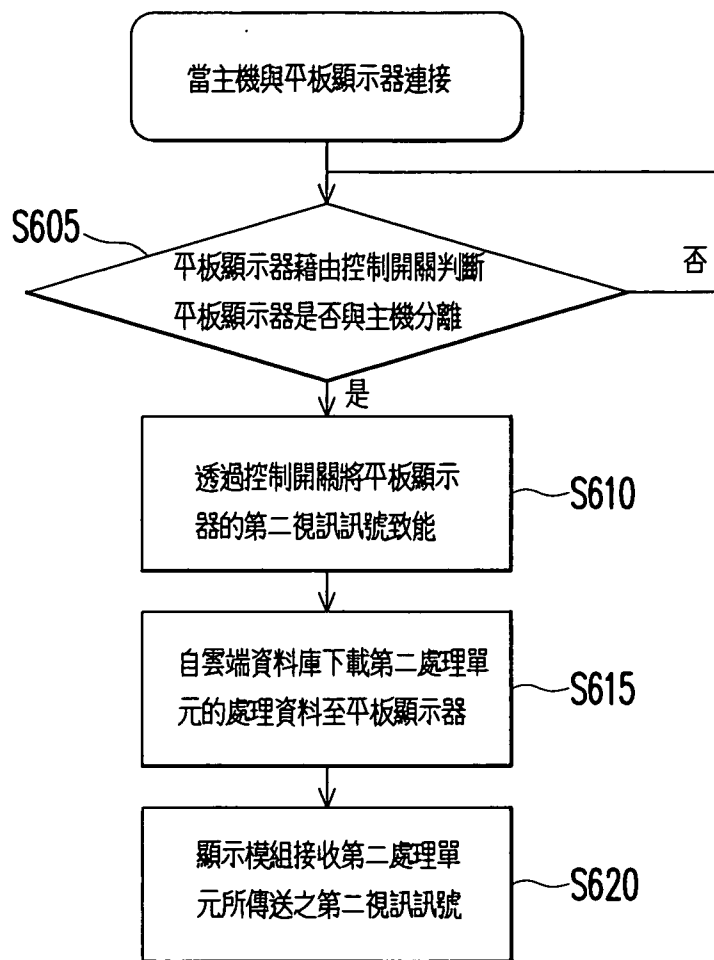 當主機與平板顯示器連接
S605
平板顯示器藉由控制開關判斷
平板顯示器是否與主機分離
否
是
透過控制開關將平板顯示
器的第二視訊訊號致能
S610
自雲端資料庫下載第二處理單
元的處理資料至平板顯示器
S615
顯示模組接收第二處理單
元所傳送之第二視訊訊號
S620